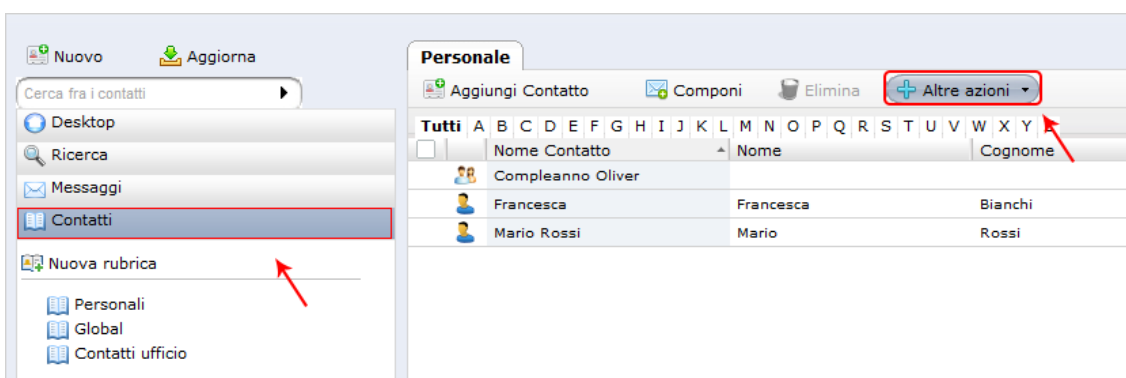 Nuovo Aggiorna
Cerca fra i contatti
Desktop
Ricerca
Messaggi
Contatti
Nuova rubrica
Personali
Global
Contatti ufficio
Personale
Aggiungi Contatto Componi Elimina Altre azioni
Tutti A B C D E F G H I J K L M N O P Q R S T U V W X Y
Nome Contatto Nome Cognome
Compleanno Oliver
Francesca Francesca Bianchi
Mario Rossi Mario Rossi